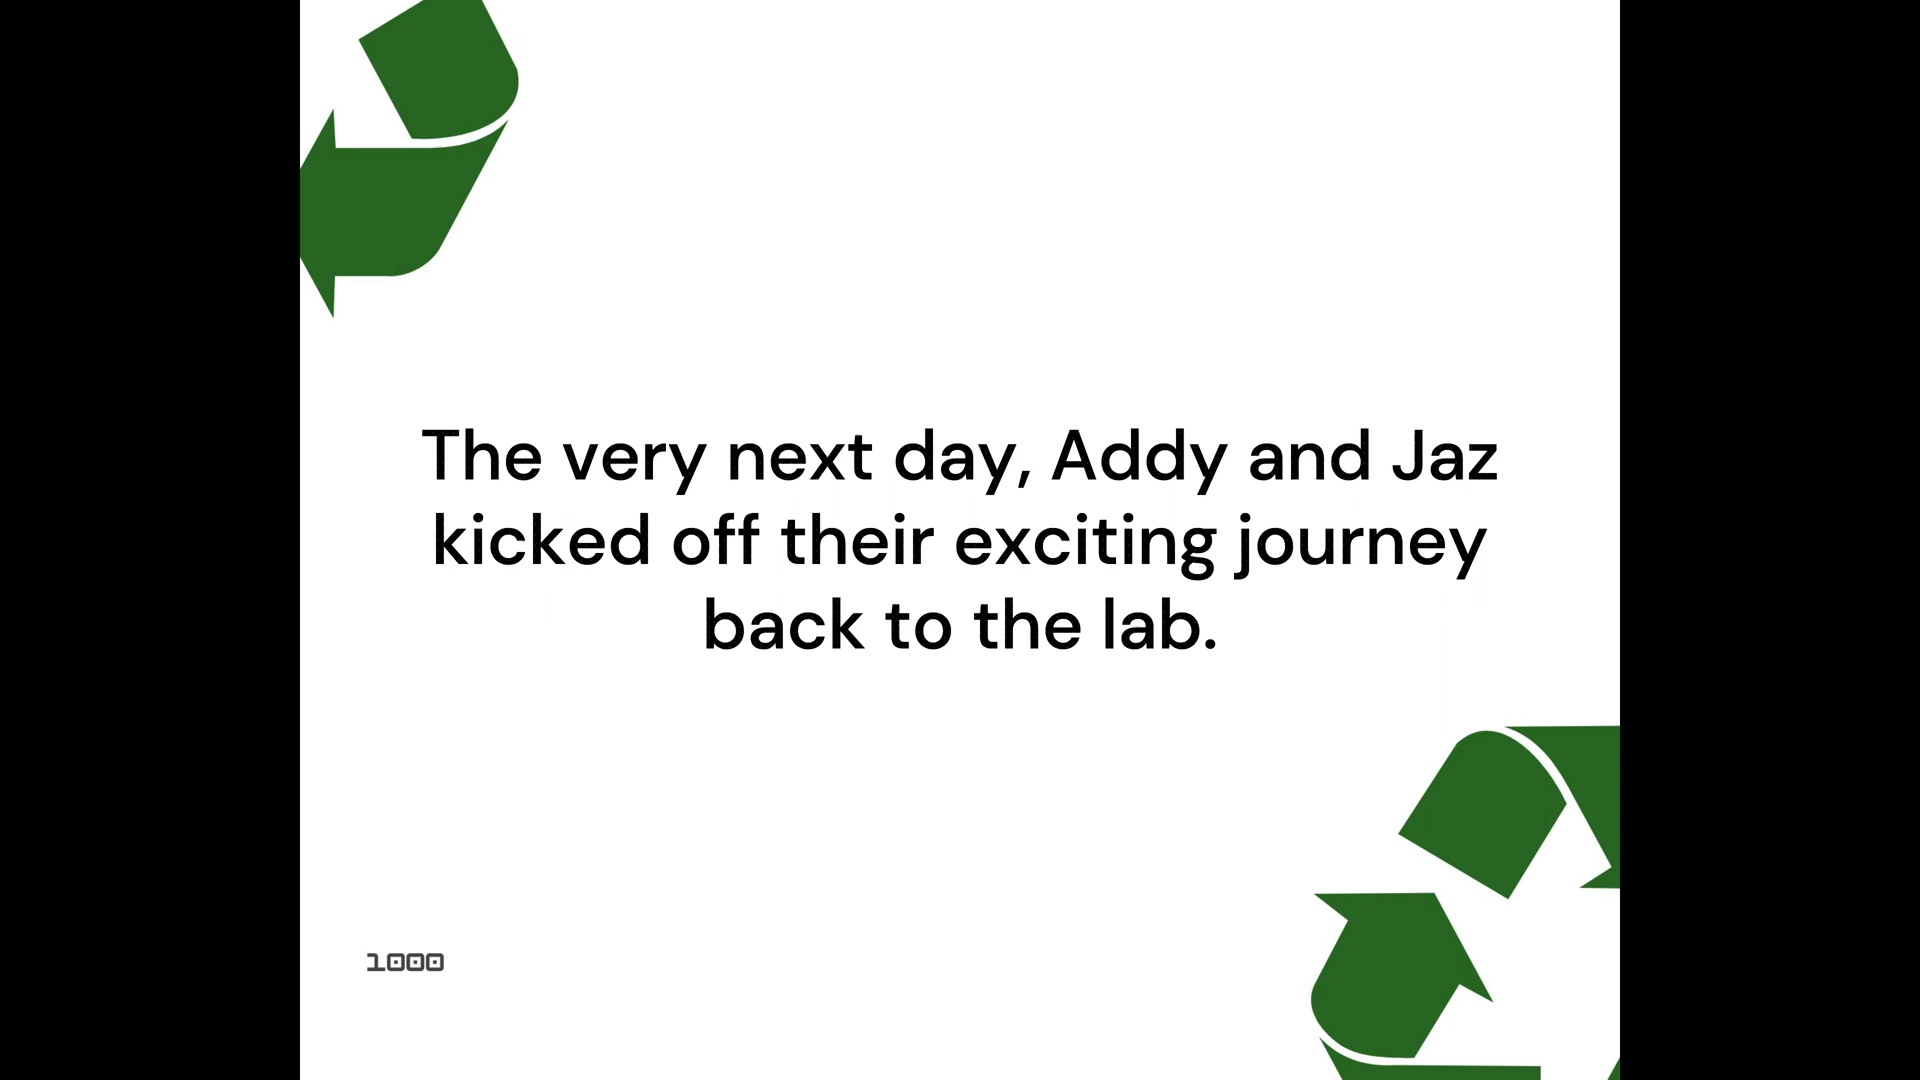 The very next day, Addy and Jaz
kicked off their exciting journey
back to the lab.
1000